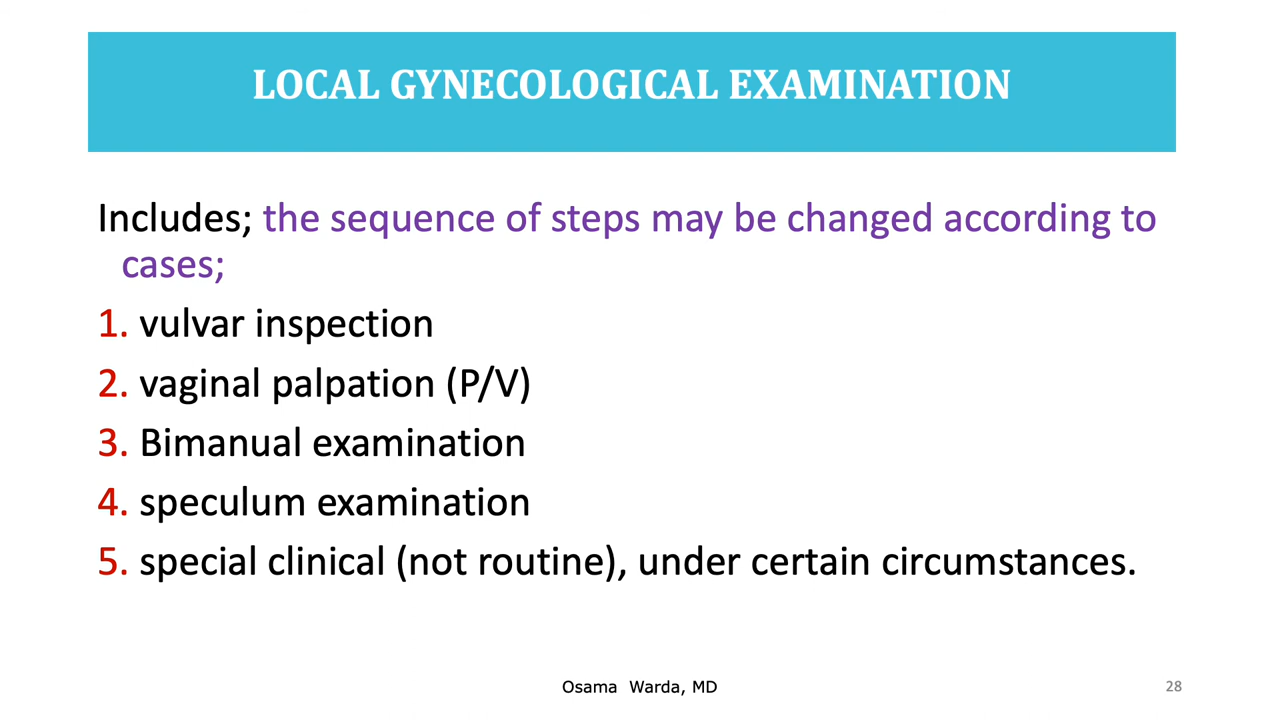 LOCAL GYNECOLOGICAL EXAMINATION
Includes; the sequence of steps may be changed according to
cases;
1. vulvar inspection
2. vaginal palpation (P/V)
3. Bimanual examination
4. speculum examination
5. special clinical (not routine), under certain circumstances.
Osama Warda, MD
28